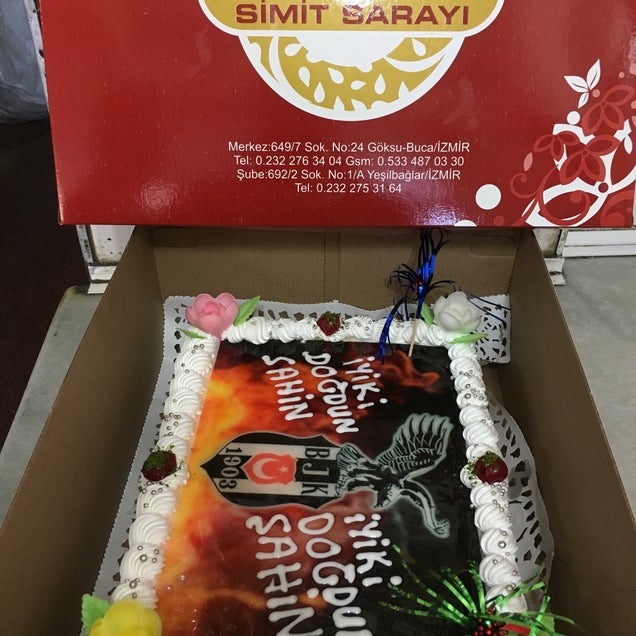 SİMİT SARAYI
Merkez:649/7 Sok. No:24 Göksu-Buca/İZMİR
Tel: 0.232 276 34 04 Gsm: 0.533 487 03 30
Şube:692/2 Sok. No:1/A Yeşilbağlar/İZMİR
Tel: 0.232 275 31 64
İYİKİ
DOĞDUN
ŞAHİN
BJK
1903
İYİKİ
DOĞDUN
ŞAHİN